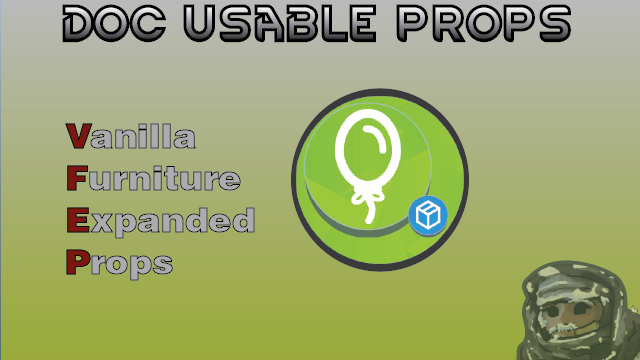 DOC USABLE PROPS
Vanilla
Furniture
Expanded
Props